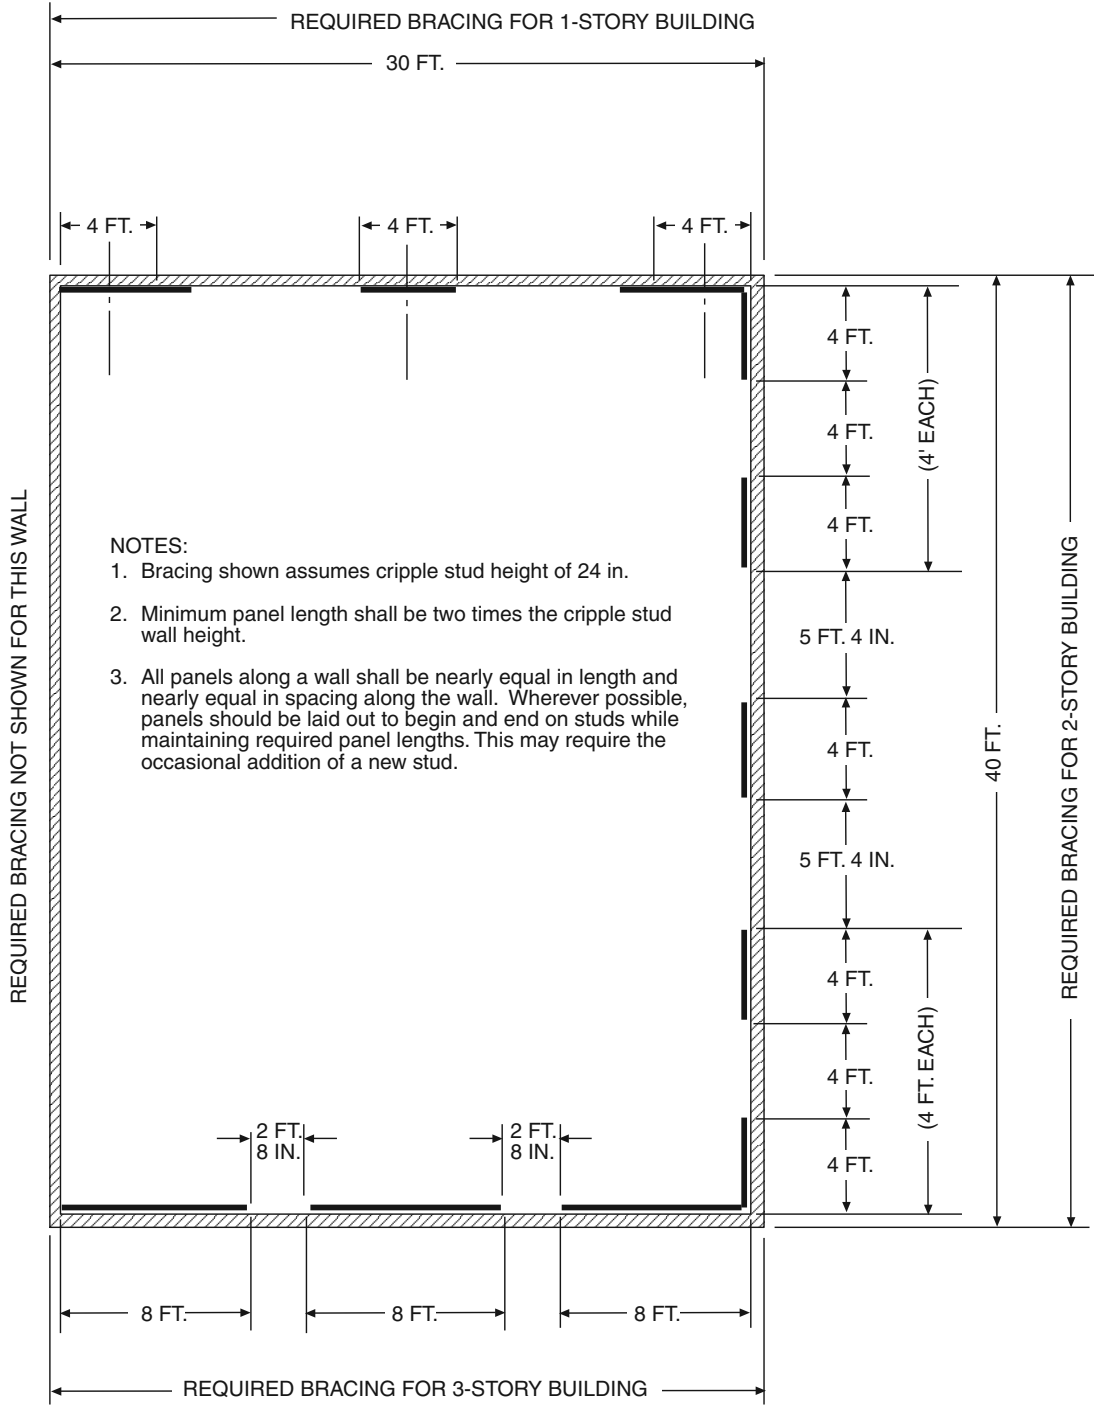 REQUIRED BRACING FOR 1-STORY BUILDING
30 FT.
4 FT.
4 FT.
4 FT.
4 FT.
4 FT.
4 FT.
(4' EACH)
5 FT. 4 IN.
4 FT.
5 FT. 4 IN.
4 FT.
4 FT.
4 FT.
(4 FT. EACH)
40 FT.
REQUIRED BRACING FOR 2-STORY BUILDING
REQUIRED BRACING NOT SHOWN FOR THIS WALL
NOTES:
1. Bracing shown assumes cripple stud height of 24 in.
2. Minimum panel length shall be two times the cripple stud
wall height.
3. All panels along a wall shall be nearly equal in length and
nearly equal in spacing along the wall. Wherever possible,
panels should be laid out to begin and end on studs while
maintaining required panel lengths. This may require the
occasional addition of a new stud.
2 FT.
8 IN.
2 FT.
8 IN.
8 FT.
8 FT.
8 FT.
REQUIRED BRACING FOR 3-STORY BUILDING